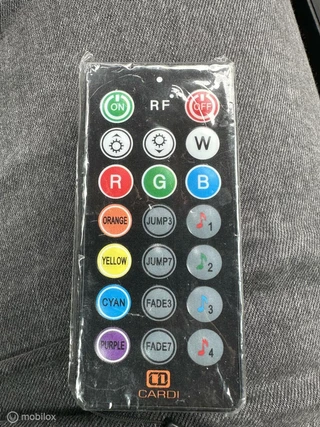 ON RF OFF
W
R G B
ORANGE JUMP3 1
YELLOW JUMP7 2
CYAN FADE3 3
PURPLE FADE7 4
CARDI
© mobilox